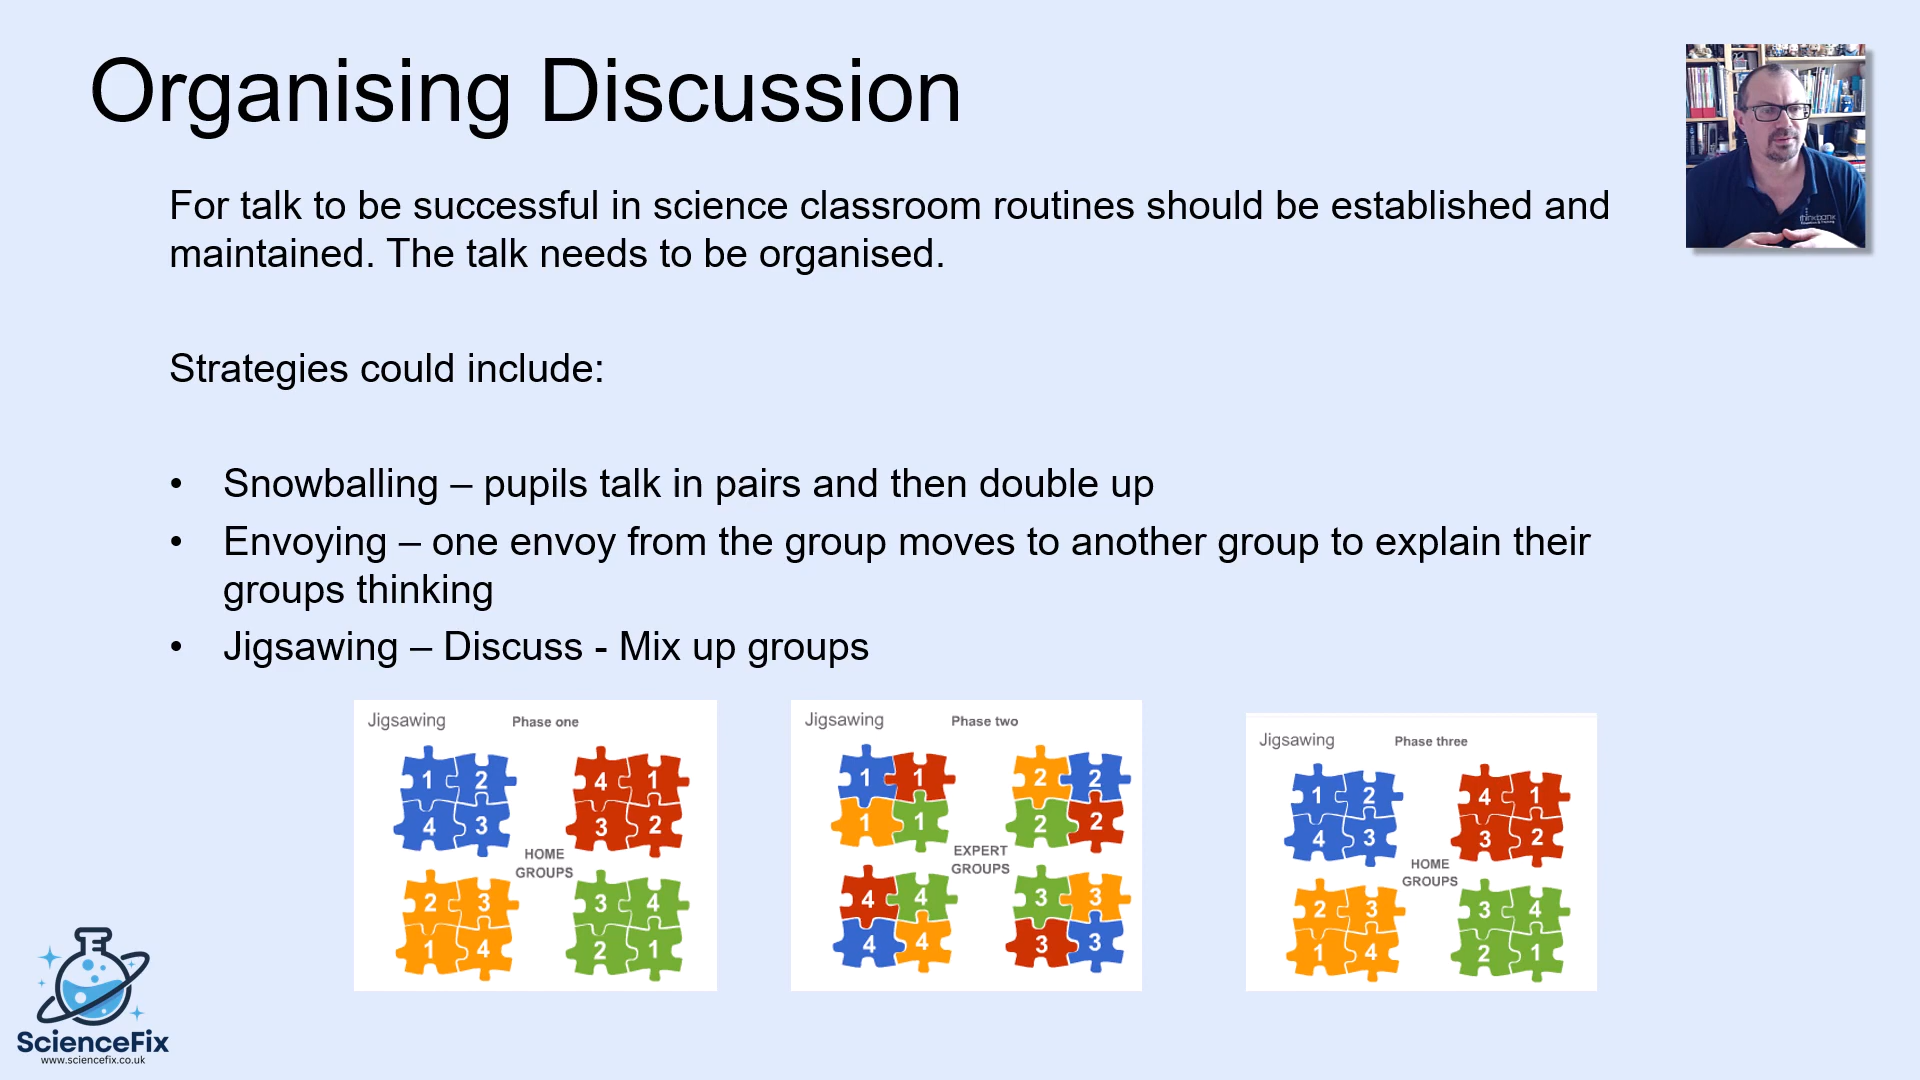 Organising Discussion
For talk to be successful in science classroom routines should be established and
maintained. The talk needs to be organised.
Strategies could include:
• Snowballing – pupils talk in pairs and then double up
• Envoying – one envoy from the group moves to another group to explain their
groups thinking
• Jigsawing – Discuss - Mix up groups
Jigsawing Phase one
1 2 4 1
4 3 3 2
HOME
GROUPS
2 3 3 4
1 4 2 1
Jigsawing Phase two
1 1 2 2
1 1 2 2
EXPERT
GROUPS
4 4 3 3
4 4 3 3
Jigsawing Phase three
1 2 4 1
4 3 3 2
HOME
GROUPS
2 3 3 4
1 4 2 1
ScienceFix
www.sciencefix.co.uk